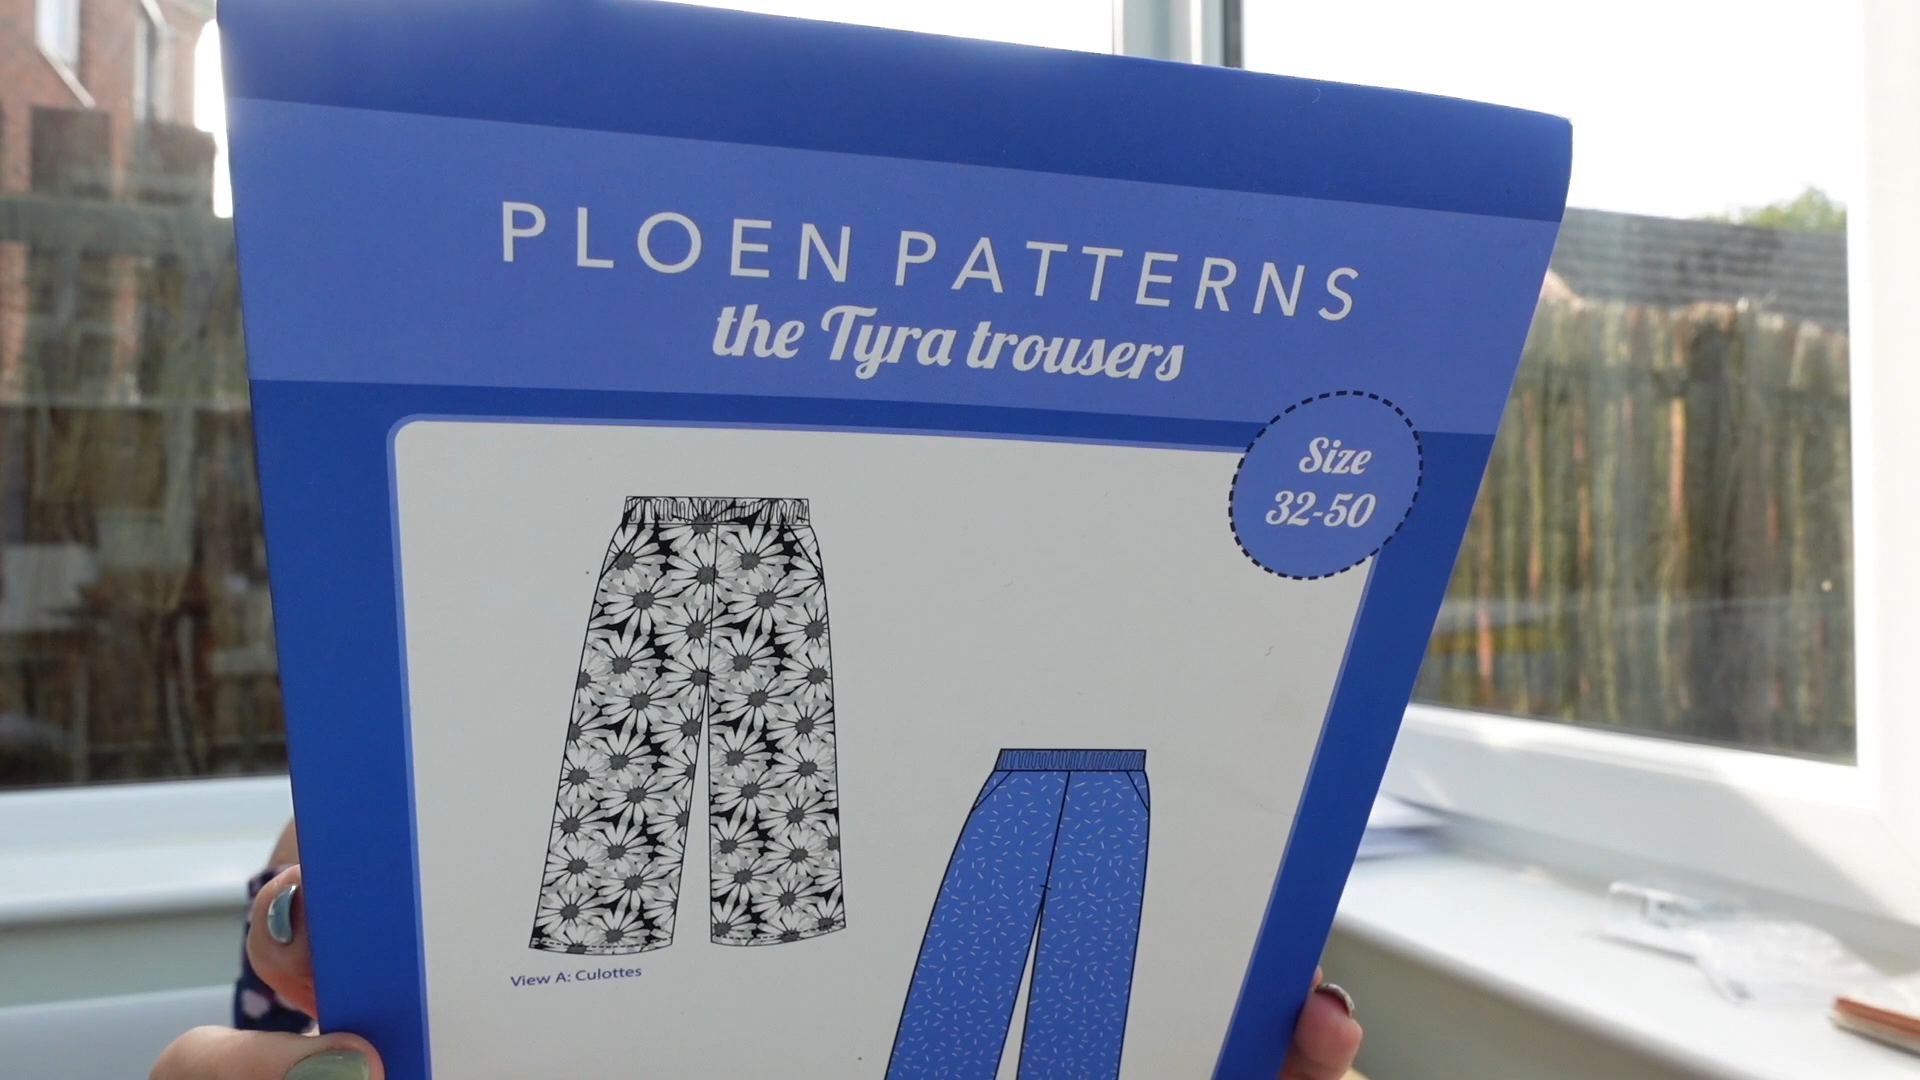 PLOEN PATTERNS
the Tyra trousers
Size
32-50
View A: Culottes